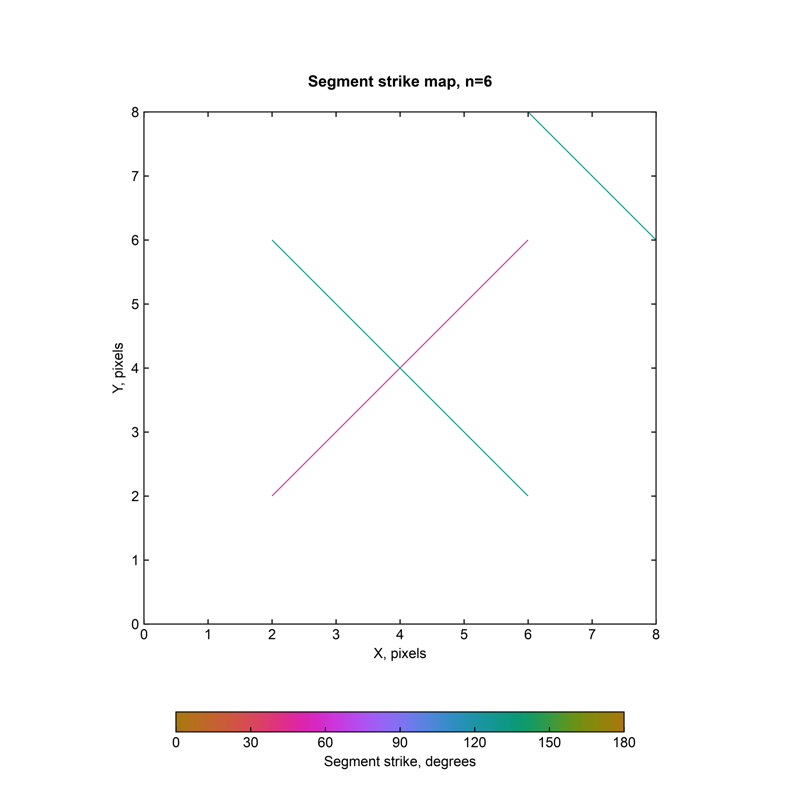 Segment strike map, n=6
8
7
6
5
4
3
2
1
0
Y, pixels
0 1 2 3 4 5 6 7 8
X, pixels
0 30 60 90 120 150 180
Segment strike, degrees